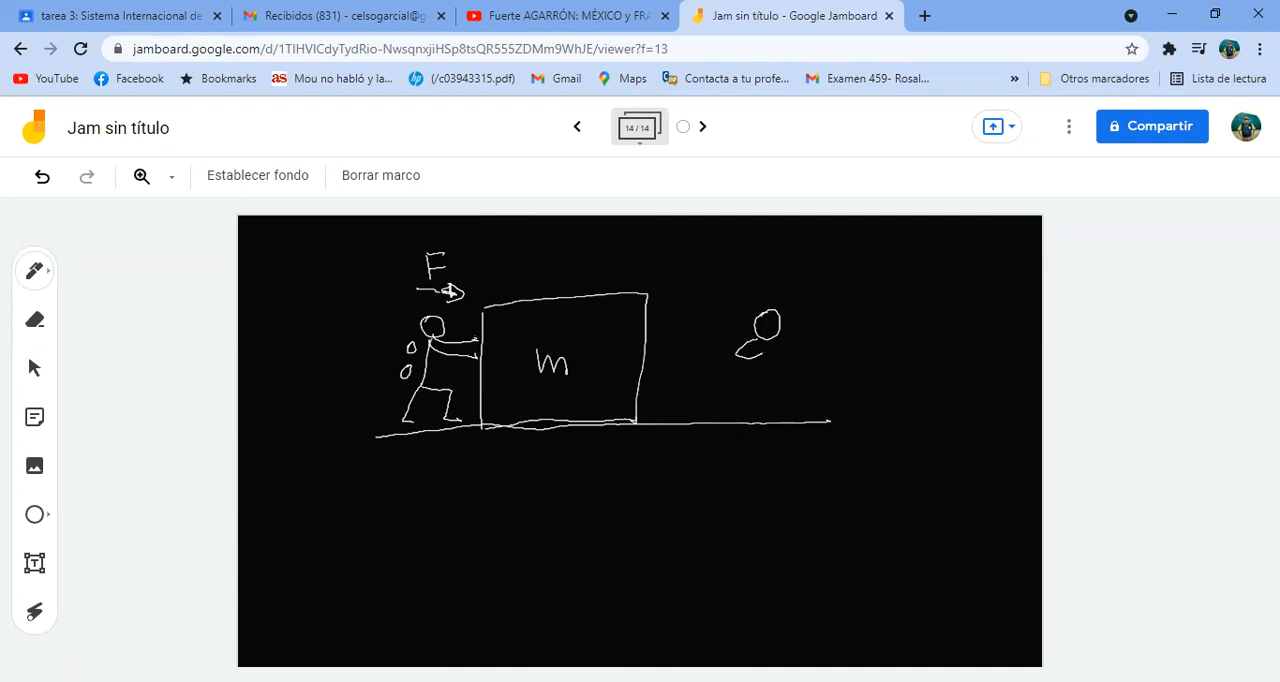 tarea 3: Sistema Internacional de
Recibidos (831) - celsogarcial@g
Fuerte AGARRÓN: MÉXICO y FRA
Jam sin título - Google Jamboard
jamboard.google.com/d/1TIHVICdyTydRio-NwsqnxjiHSp8tsQR555ZDMm9WhJE/viewer?f=13
YouTube
Facebook
Bookmarks
as Mou no habló y la...
hp (/c03943315.pdf)
Gmail
Maps
Contacta a tu profe...
Examen 459- Rosal...
»
Otros marcadores
Lista de lectura
Jam sin título
14 / 14
Compartir
Establecer fondo
Borrar marco
F
m